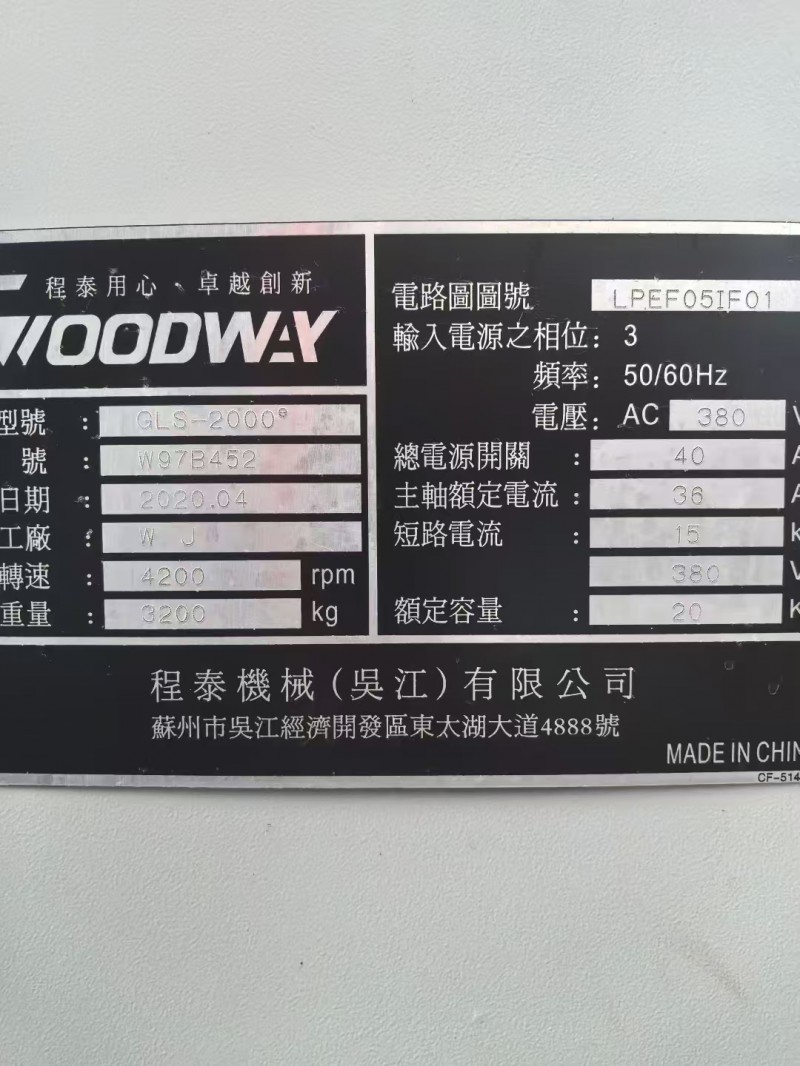 程泰用心·卓越創新
GOODWAY
型號 : GLS-2000
號 : W97B452
日期 : 2020.04
工廠 : W J
轉速 : 4200 rpm
重量 : 3200 kg
電路圖圖號 LPEF05IF01
輸入電源之相位: 3
頻率: 50/60Hz
電壓: AC 380 V
總電源開關 : 40 A
主軸額定電流 : 36 A
短路電流 : 15 k
380 V
額定容量 : 20 K
程泰機械(吳江)有限公司
蘇州市吳江經濟開發區東太湖大道4888號
MADE IN CHIN
CF-514